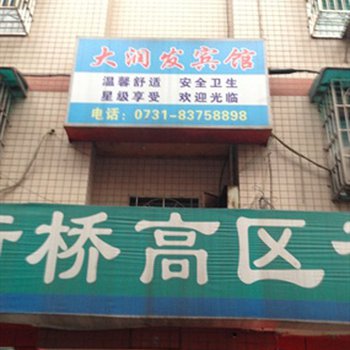 大润发宾馆
温馨舒适 安全卫生
星级享受 欢迎光临
电话:0731-83758898
桥高区